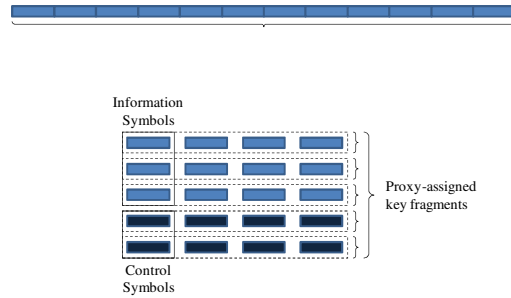 Information
Symbols
Proxy-assigned
key fragments
Control
Symbols